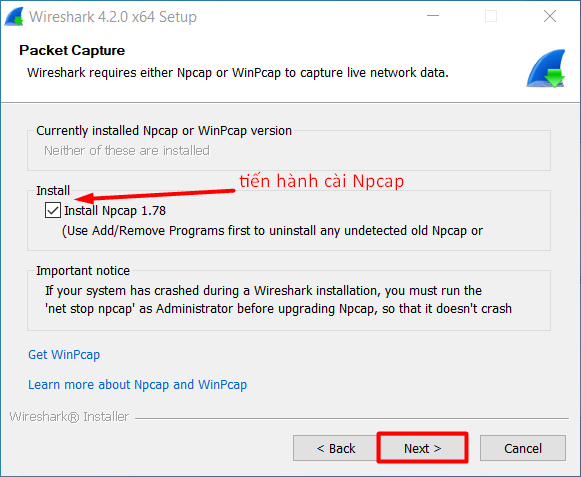 Wireshark 4.2.0 x64 Setup
Packet Capture
Wireshark requires either Npcap or WinPcap to capture live network data.
Currently installed Npcap or WinPcap version
Neither of these are installed
tiến hành cài Npcap
Install
Install Npcap 1.78
(Use Add/Remove Programs first to uninstall any undetected old Npcap or
Important notice
If your system has crashed during a Wireshark installation, you must run the
'net stop npcap' as Administrator before upgrading Npcap, so that it doesn't crash
Get WinPcap
Learn more about Npcap and WinPcap
Wireshark® Installer
< Back
Next >
Cancel